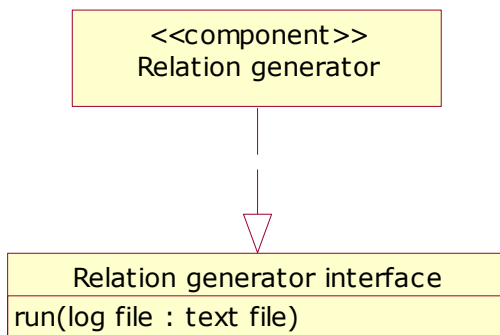 <<component>>
Relation generator
Relation generator interface
run(log file : text file)